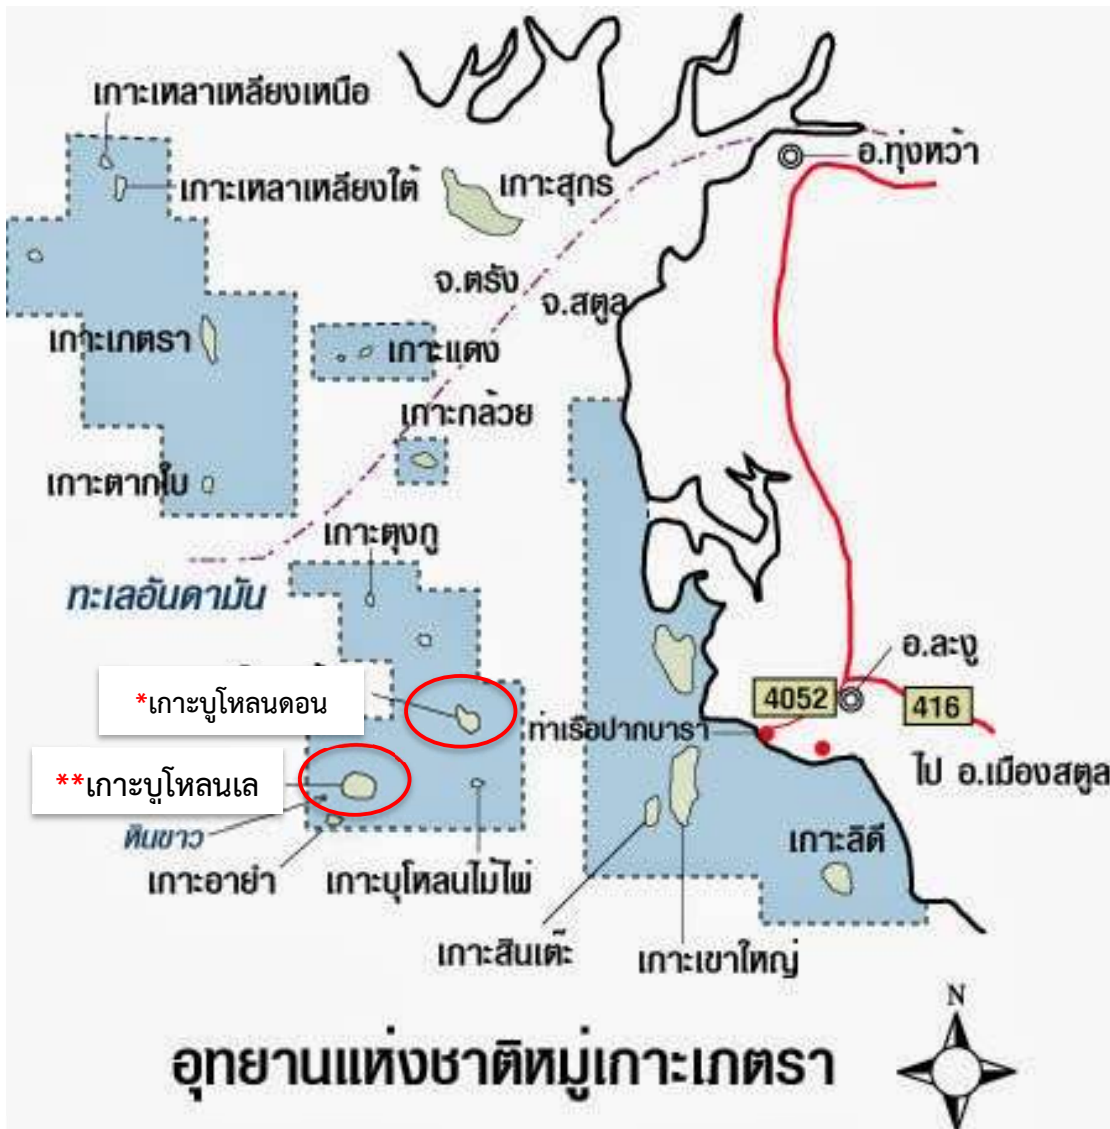 เกาะเหลาเหลียงเหนือ
อ.ทุ่งหว้า
เกาะเหลาเหลียงใต้
เกาะสุกร
จ.ตรัง
จ.สตูล
เกาะเภตรา
เกาะแดง
เกาะกล้วย
เกาะตากใบ
เกาะตุงกู
ทะเลอันดามัน
อ.ละงู
*เกาะบูโหลนดอน
4052
416
ท่าเรือปากบารา
**เกาะบูโหลนเล
ไป อ.เมืองสตูล
หินขาว
เกาะลิดี
เกาะอาย้า
เกาะบุโหลนไม้ไผ่
เกาะสินเต๊ะ
เกาะเขาใหญ่
N
อุทยานแห่งชาติหมู่เกาะเภตรา